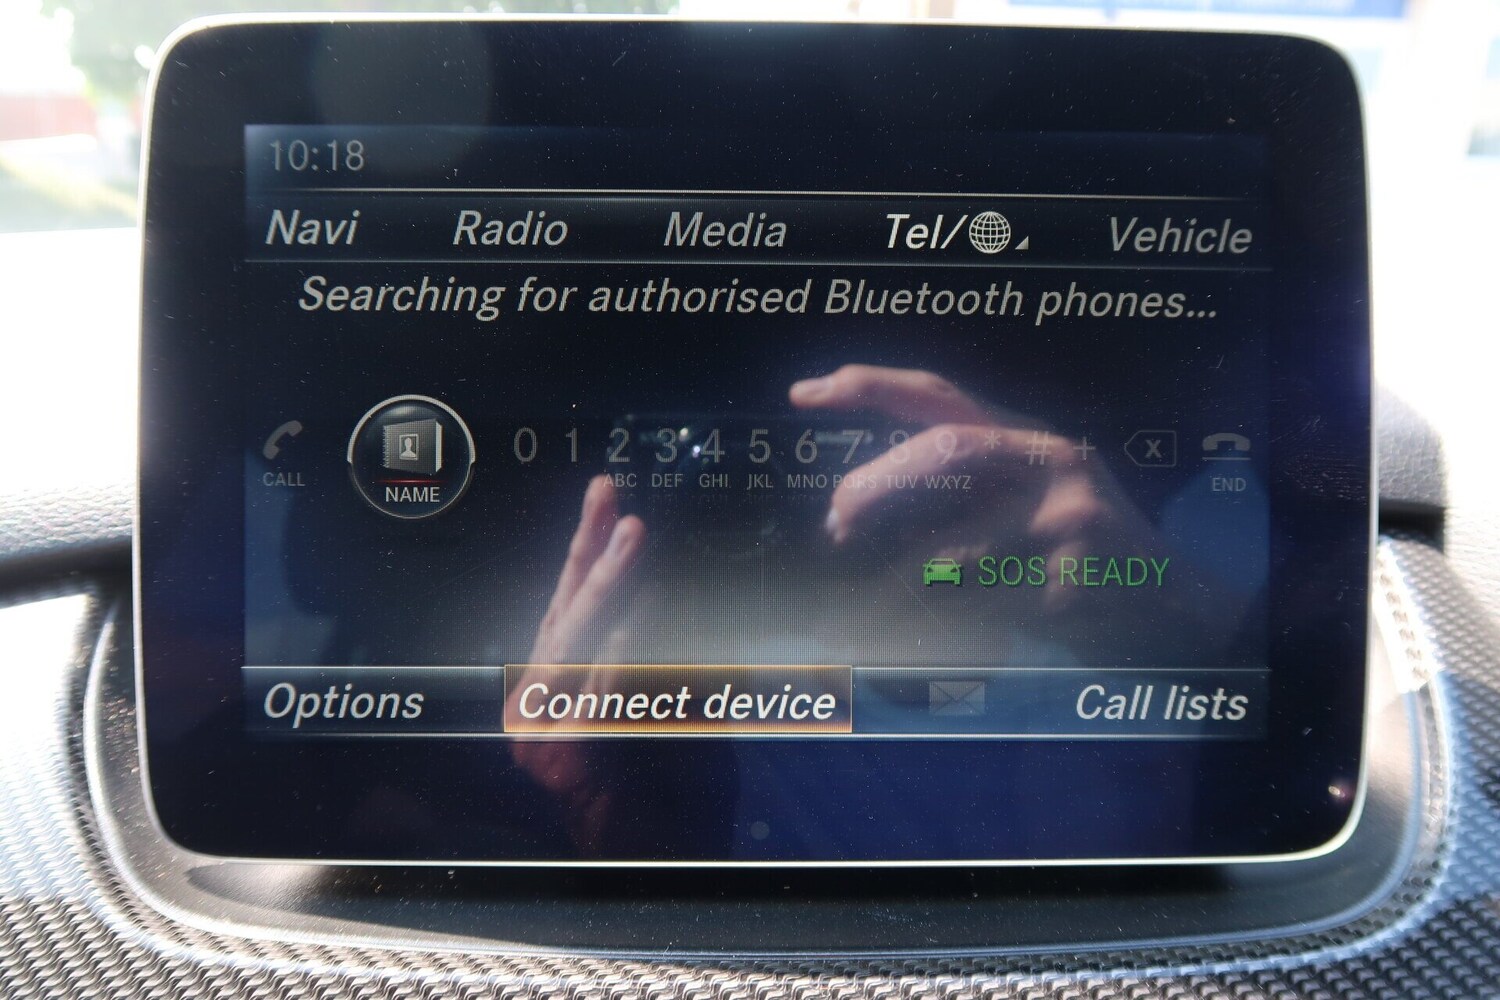 10:18
Navi Radio Media Tel/ Vehicle
Searching for authorised Bluetooth phones...
0 1 2 3 4 5 6 7 8 9 * # + x
CALL NAME ABC DEF GHI JKL MNO PQRS TUV WXYZ END
SOS READY
Options Connect device Call lists